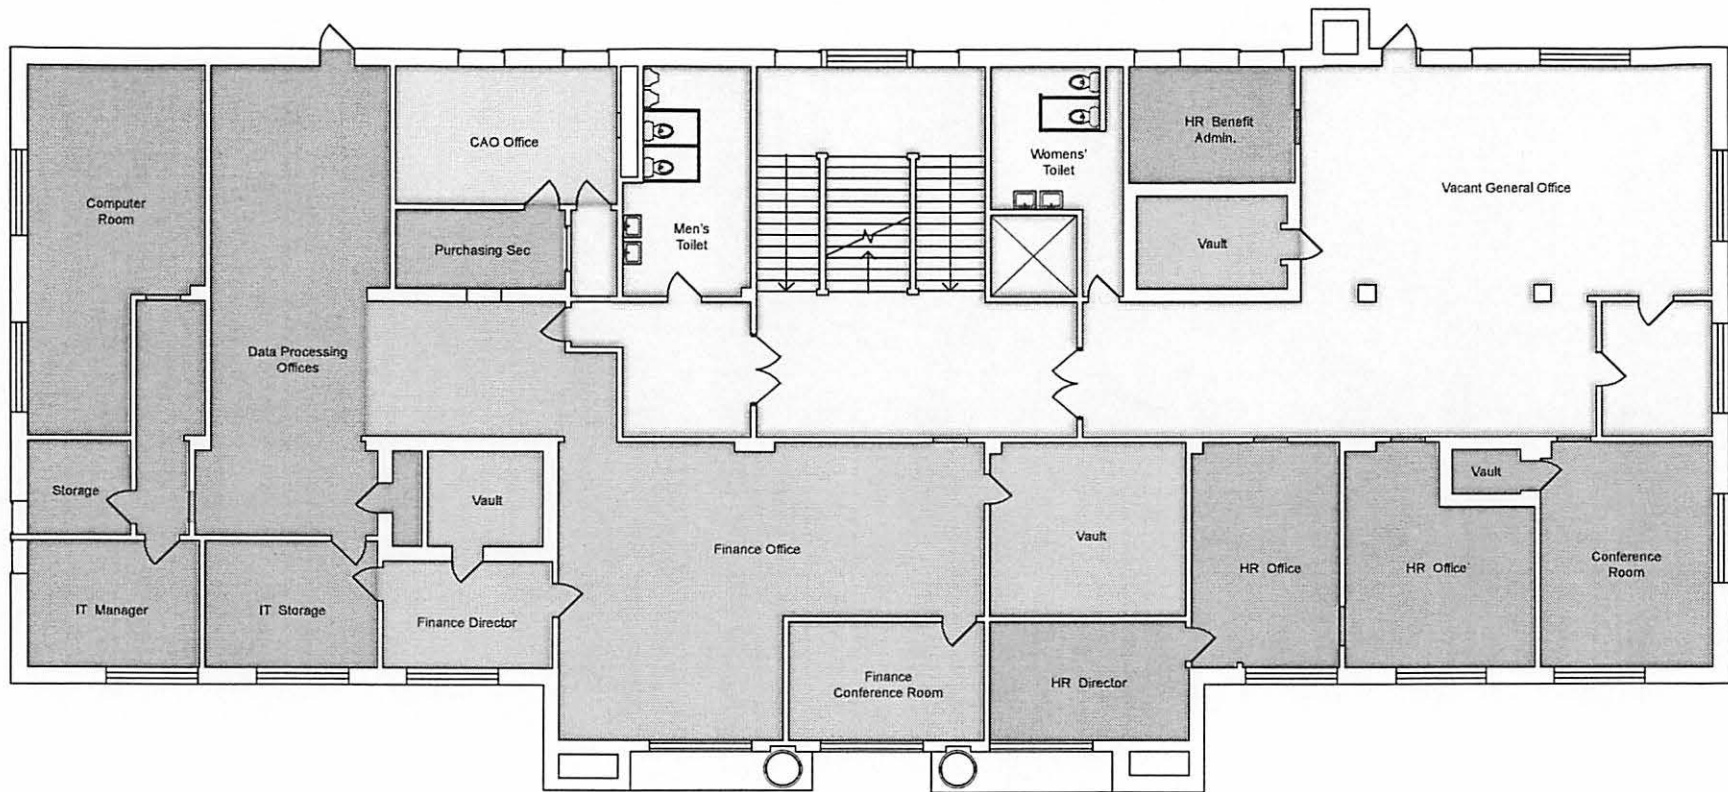 CAO Office
Computer
Room
Purchasing Sec
Men's
Toilet
Womens'
Toilet
HR Benefit
Admin.
Vacant General Office
Vault
Data Processing
Offices
Storage
Vault
Finance Office
Vault
HR Office
HR Office
Vault
Conference
Room
IT Manager
IT Storage
Finance Director
Finance
Conference Room
HR Director